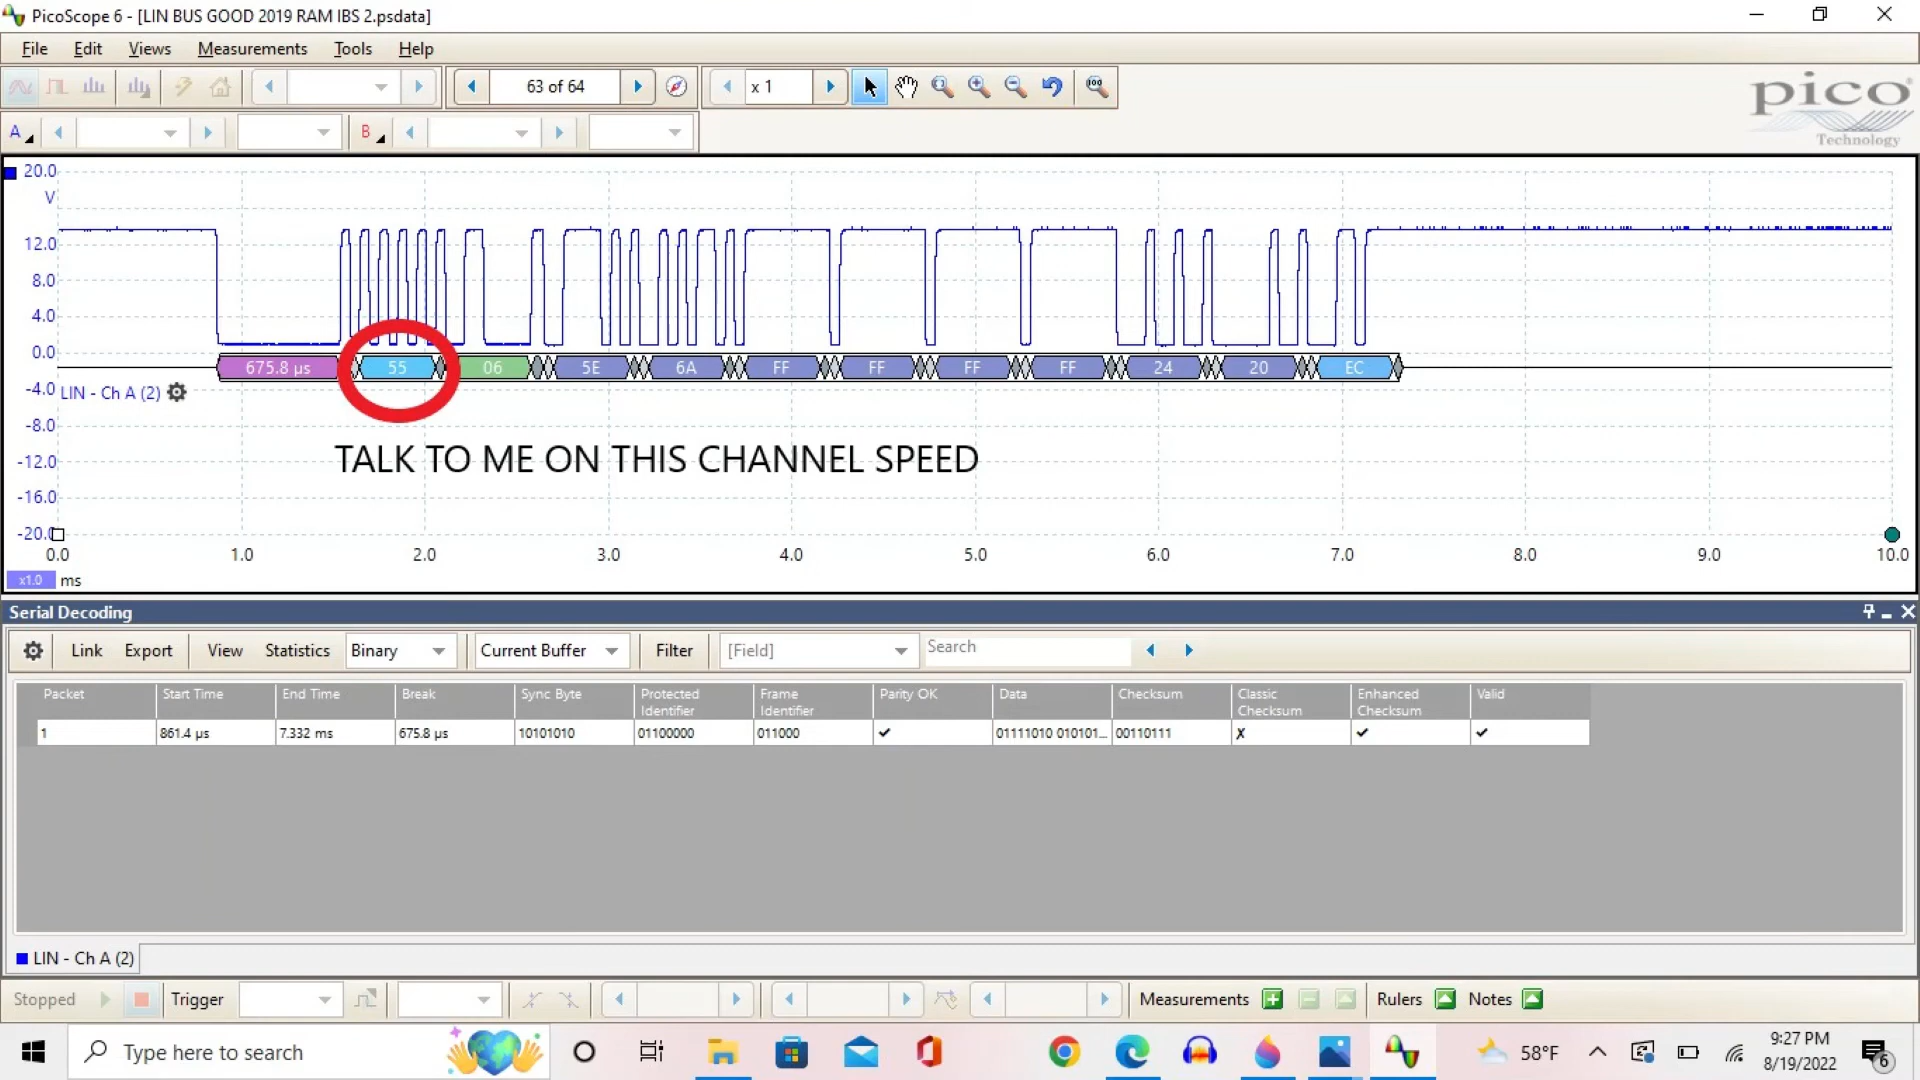 PicoScope 6 - [LIN BUS GOOD 2019 RAM IBS 2.psdata]
File Edit Views Measurements Tools Help
63 of 64
x 1
pico
Technology
A
B
20.0
V
12.0
8.0
4.0
0.0
-4.0
-8.0
-12.0
-16.0
-20.0
675.8 µs 55 06 5E 6A FF FF FF FF 24 20 EC
LIN - Ch A (2)
TALK TO ME ON THIS CHANNEL SPEED
0.0 1.0 2.0 3.0 4.0 5.0 6.0 7.0 8.0 9.0 10.0
x1.0 ms
Serial Decoding
Link Export View Statistics Binary Current Buffer Filter [Field] Search
Packet Start Time End Time Break Sync Byte Protected Identifier Frame Identifier Parity OK Data Checksum Classic Checksum Enhanced Checksum Valid
1 861.4 µs 7.332 ms 675.8 µs 10101010 01100000 011000 01111010 010101... 00110111
LIN - Ch A (2)
Stopped Trigger Measurements Rulers Notes
Type here to search
58°F
9:27 PM
8/19/2022
6